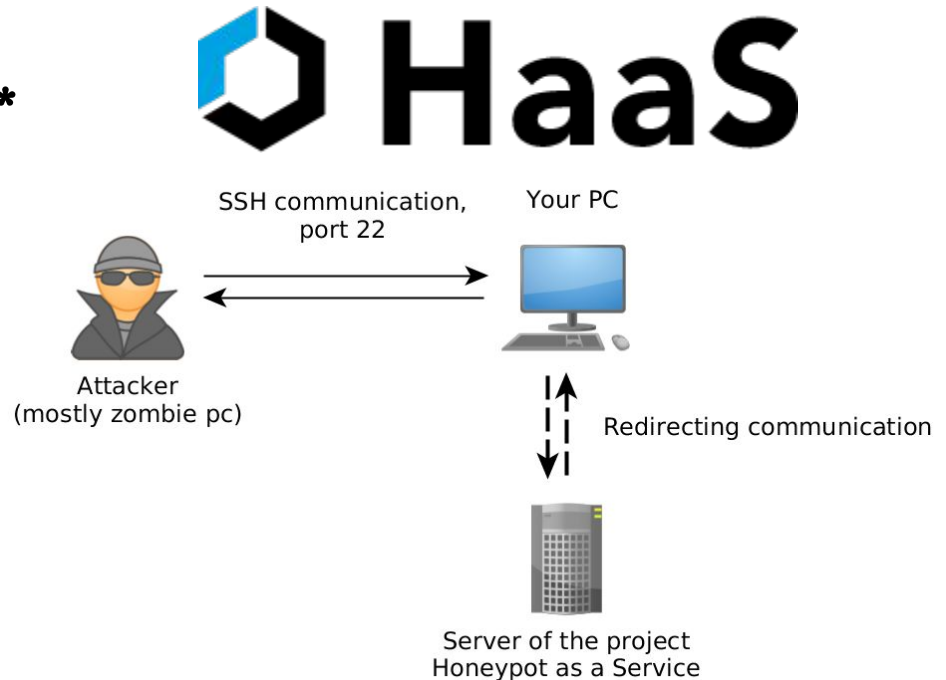 *
HaaS
SSH communication,
port 22
Your PC
Attacker
(mostly zombie pc)
Redirecting communication
Server of the project
Honeypot as a Service